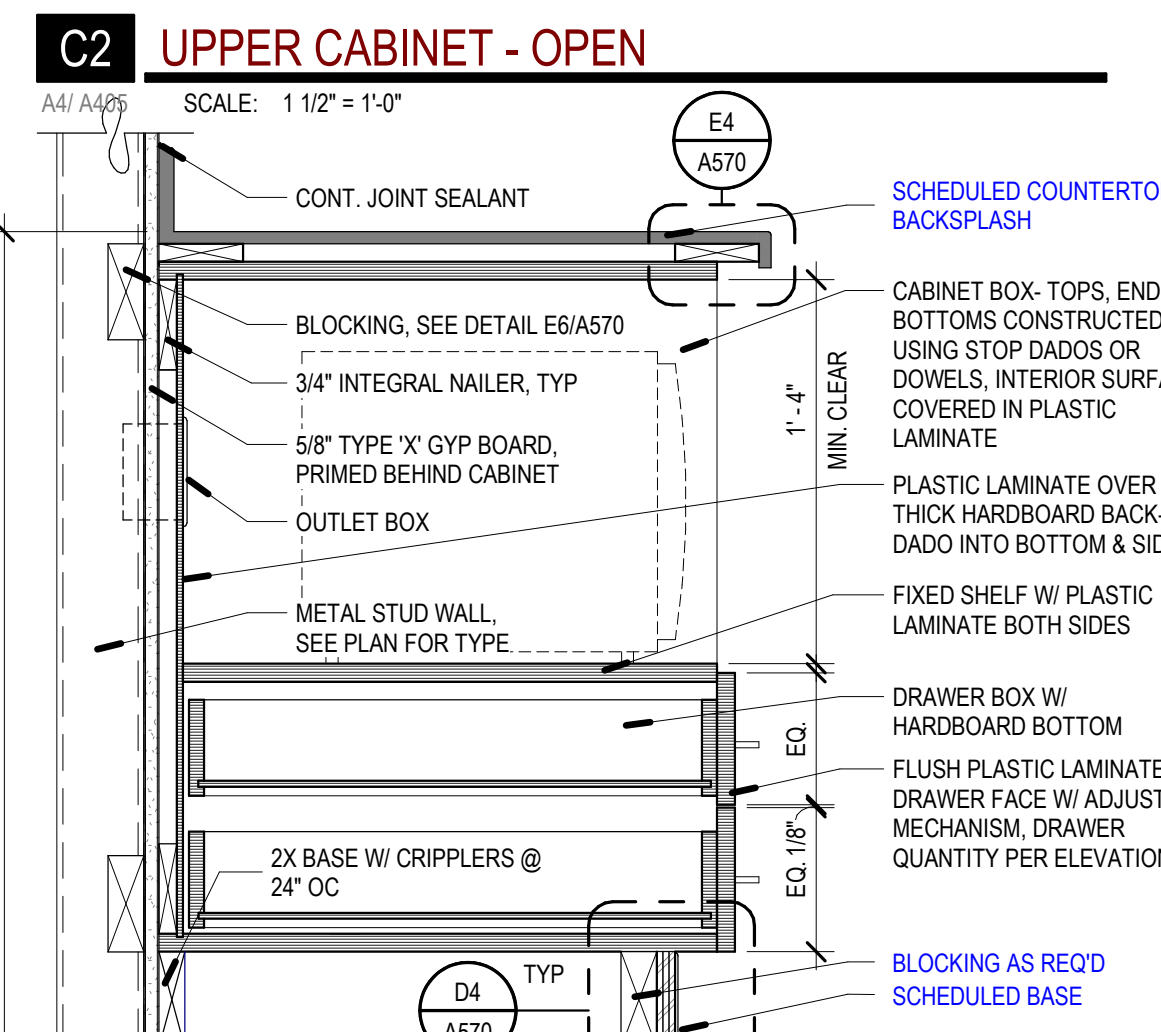 C2 UPPER CABINET - OPEN
A4/ A405 SCALE: 1 1/2" = 1'-0"
E4
A570
CONT. JOINT SEALANT
SCHEDULED COUNTERTO
BACKSPLASH
BLOCKING, SEE DETAIL E6/A570
3/4" INTEGRAL NAILER, TYP
5/8" TYPE 'X' GYP BOARD,
PRIMED BEHIND CABINET
OUTLET BOX
METAL STUD WALL,
SEE PLAN FOR TYPE
1' - 4"
MIN. CLEAR
CABINET BOX- TOPS, END
BOTTOMS CONSTRUCTED
USING STOP DADOS OR
DOWELS, INTERIOR SURFA
COVERED IN PLASTIC
LAMINATE
PLASTIC LAMINATE OVER
THICK HARDBOARD BACK-
DADO INTO BOTTOM & SID
FIXED SHELF W/ PLASTIC
LAMINATE BOTH SIDES
EQ.
DRAWER BOX W/
HARDBOARD BOTTOM
FLUSH PLASTIC LAMINATE
DRAWER FACE W/ ADJUST
MECHANISM, DRAWER
QUANTITY PER ELEVATION
EQ. 1/8"
2X BASE W/ CRIPPLERS @
24" OC
D4
A570
TYP
BLOCKING AS REQ'D
SCHEDULED BASE